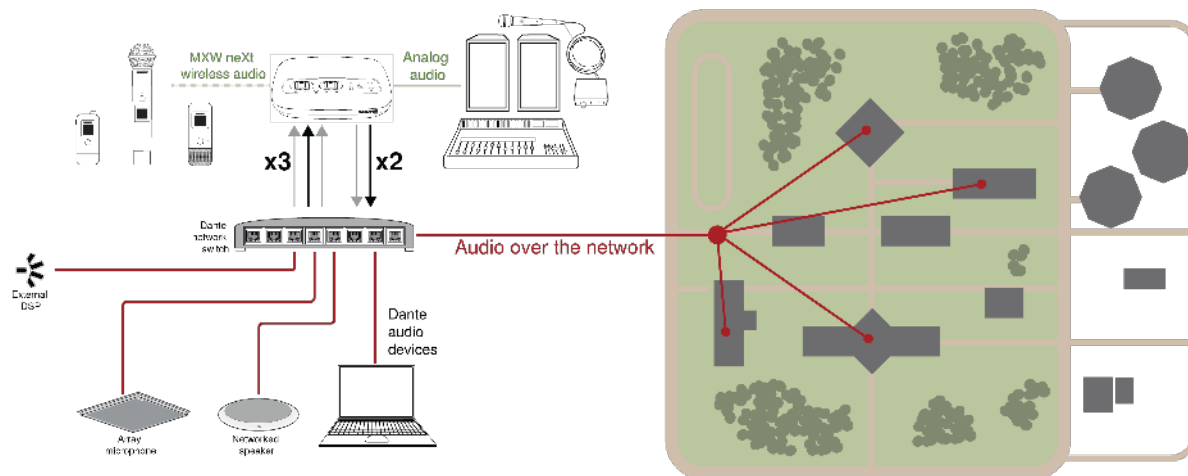 MXW neXt
wireless audio
Analog
audio
x3
x2
Dante
network
switch
Audio over the network
External
DSP
Dante
audio
devices
Array
microphone
Networked
speaker